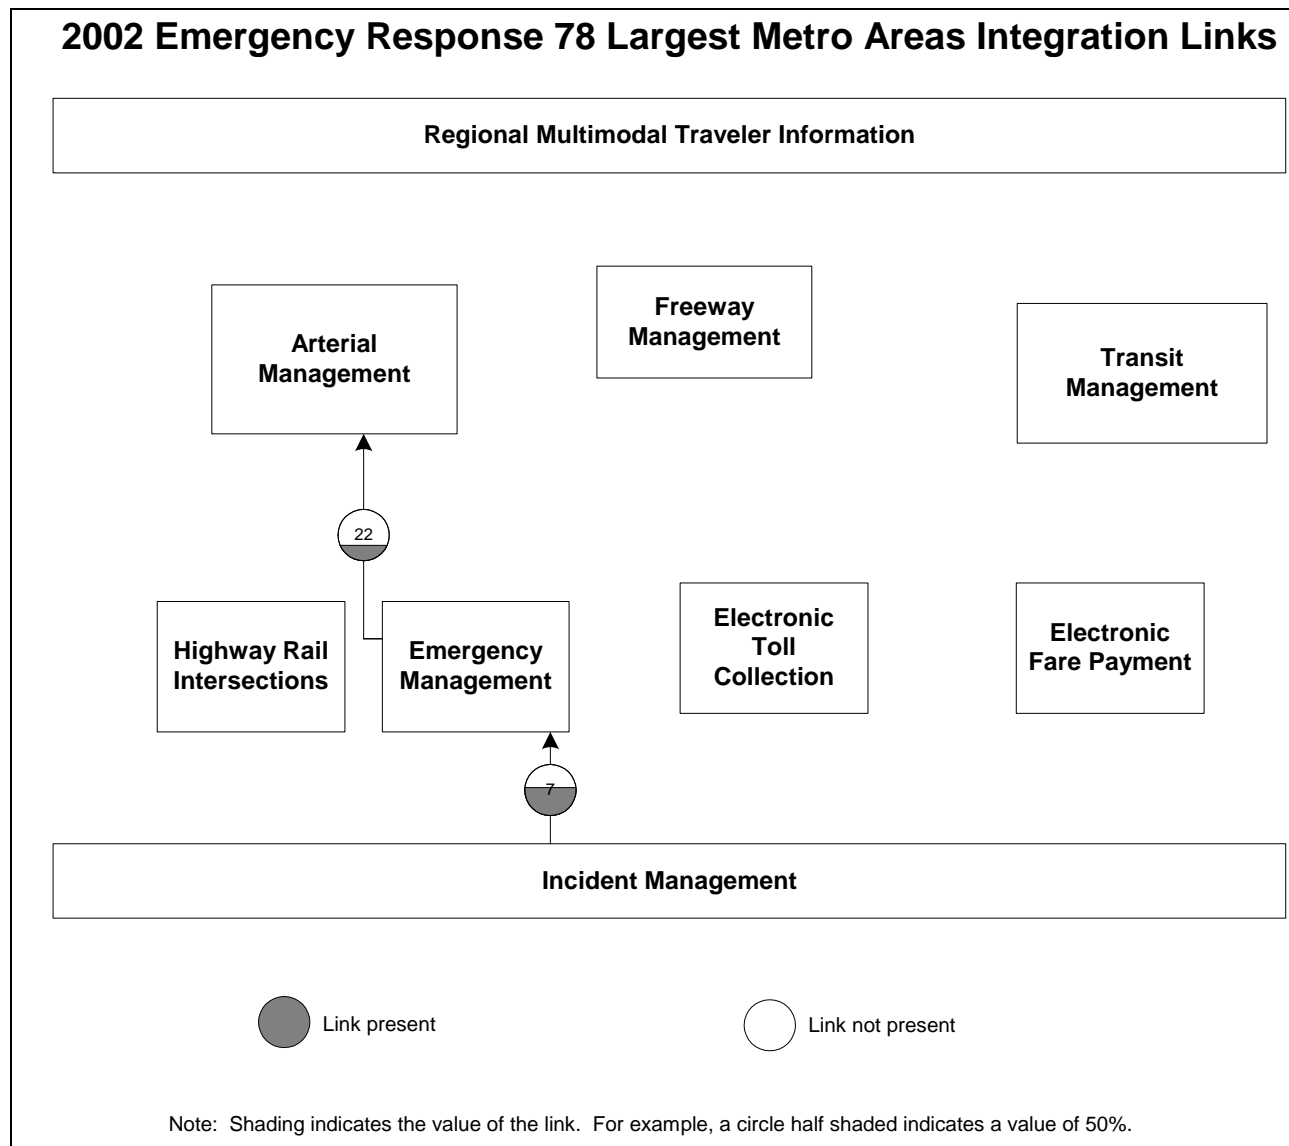 2002 Emergency Response 78 Largest Metro Areas Integration Links
Regional Multimodal Traveler Information
Freeway
Management
Arterial
Management
Transit
Management
22
Highway Rail
Intersections
Emergency
Management
Electronic
Toll
Collection
Electronic
Fare Payment
7
Incident Management
Link present
Link not present
Note:  Shading indicates the value of the link.  For example, a circle half shaded indicates a value of 50%.